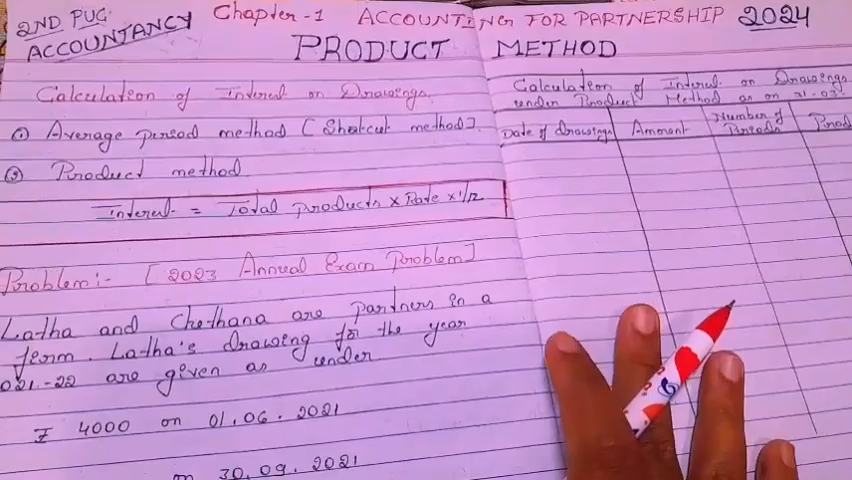 2ND PUC
ACCOUNTANCY
Chapter-1 ACCOUNTING FOR PARTNERSHIP 2024
PRODUCT METHOD
Calculation of Interest on Drawings
① Average period method [Shortcut method].
② Product method
Interest = Total Products × Rate × 1/12
Problem:- [2023 Annual Exam Problem]
Latha and Chethana are partners in a
ferm. Latha's drawing for the year
021-22 are given as under
₹ 4000 on 01.06.2021
on 30.09.2021
Calculation of Interest on Drawings
under Product Method as on 31-03
Date of drawings Amount Number of Periods Prod